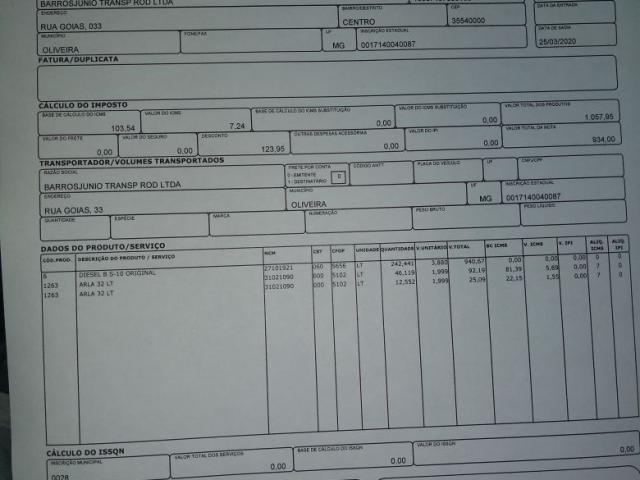 BARROSJUNIO TRANSP ROD LTDA
ENDEREÇO BAIRRO/DISTRITO CEP DATA DA ENTRADA
RUA GOIAS, 033 CENTRO 35540000
MUNICÍPIO FONE/FAX UF INSCRIÇÃO ESTADUAL DATA DE SAÍDA
OLIVEIRA MG 0017140040087 25/03/2020
FATURA/DUPLICATA
CÁLCULO DO IMPOSTO
BASE DE CÁLCULO DO ICMS VALOR DO ICMS BASE DE CÁLCULO DO ICMS SUBSTITUIÇÃO VALOR DO ICMS SUBSTITUIÇÃO VALOR TOTAL DOS PRODUTOS
103,54 7,24 0,00 0,00 1.057,95
VALOR DO FRETE VALOR DO SEGURO DESCONTO OUTRAS DESPESAS ACESSÓRIAS VALOR DO IPI VALOR TOTAL DA NOTA
0,00 0,00 123,95 0,00 0,00 934,00
TRANSPORTADOR/VOLUMES TRANSPORTADOS
RAZÃO SOCIAL FRETE POR CONTA CÓDIGO ANTT PLACA DO VEÍCULO UF CNPJ/CPF
0 - EMITENTE
1 - DESTINATÁRIO 0
BARROSJUNIO TRANSP ROD LTDA
ENDEREÇO MUNICÍPIO UF INSCRIÇÃO ESTADUAL
RUA GOIAS, 33 OLIVEIRA MG 0017140040087
QUANTIDADE ESPÉCIE MARCA NUMERAÇÃO PESO BRUTO PESO LÍQUIDO
DADOS DO PRODUTO/SERVIÇO
CÓD.PROD. DESCRIÇÃO DO PRODUTO / SERVIÇO NCM CST CFOP UNIDADE QUANTIDADE V.UNITÁRIO V.TOTAL BC ICMS V. ICMS V. IPI ALIQ. ICMS ALIQ. IPI
6 DIESEL B S-10 ORIGINAL 27101921 060 5656 LT 242,441 3,880 940,67 0,00 0,00 0,00 0 0
1263 ARLA 32 LT 31021090 000 5102 LT 46,119 1,999 92,19 81,39 5,69 0,00 7 0
1263 ARLA 32 LT 31021090 000 5102 LT 12,552 1,999 25,09 22,15 1,55 0,00 7 0
CÁLCULO DO ISSQN
INSCRIÇÃO MUNICIPAL VALOR TOTAL DOS SERVIÇOS BASE DE CÁLCULO DO ISSQN VALOR DO ISSQN
0028 0,00 0,00 0,00